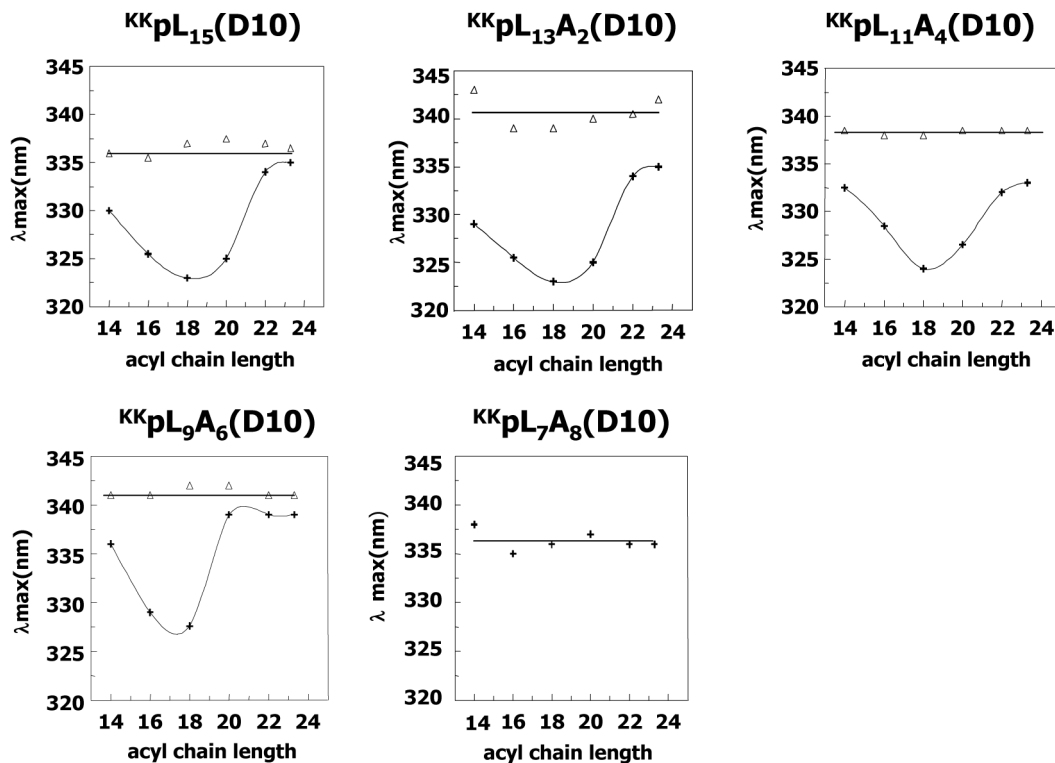 KKpL15(D10)
KKpL13A2(D10)
KKpL11A4(D10)
λmax(nm)
345
340
335
330
325
320
14 16 18 20 22 24
acyl chain length
λmax(nm)
345
340
335
330
325
320
14 16 18 20 22 24
acyl chain length
λmax(nm)
345
340
335
330
325
320
14 16 18 20 22 24
acyl chain length
KKpL9A6(D10)
KKpL7A8(D10)
λmax(nm)
345
340
335
330
325
320
14 16 18 20 22 24
acyl chain length
λ max(nm)
345
340
335
330
325
320
14 16 18 20 22 24
acyl chain length